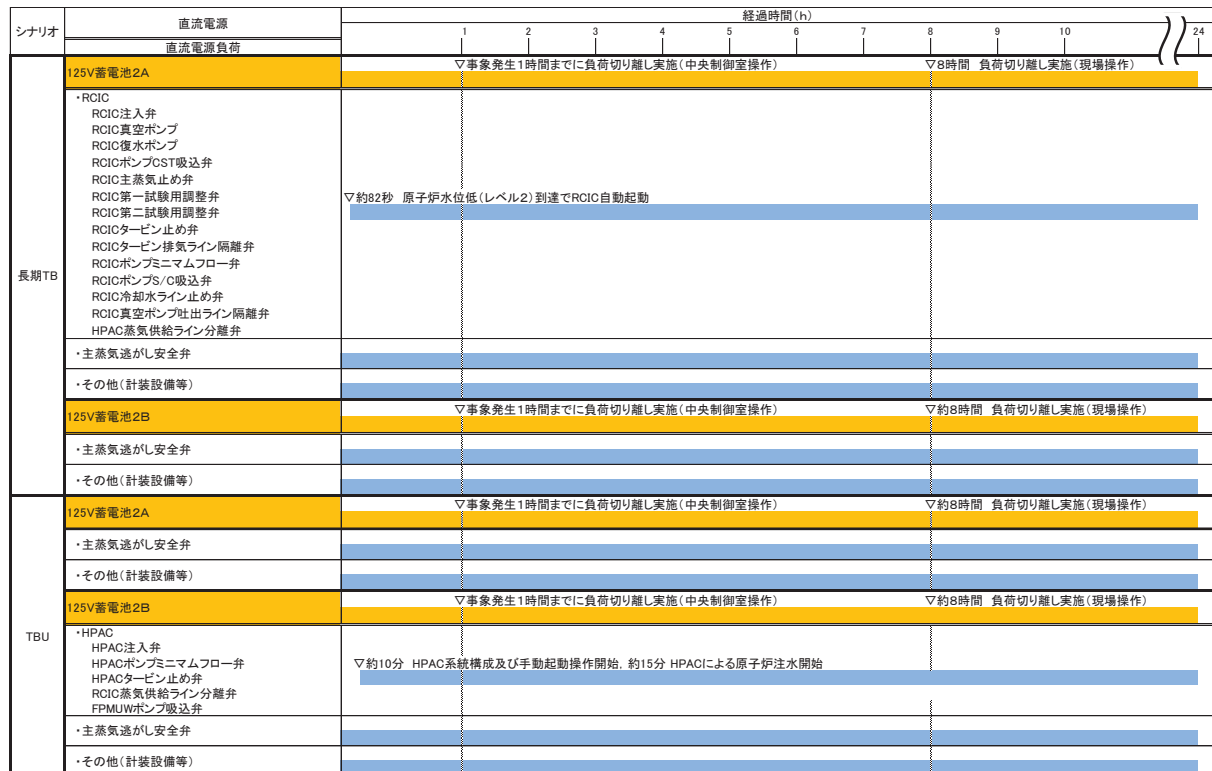 シナリオ
直流電源
直流電源負荷
経過時間(h)
1 2 3 4 5 6 7 8 9 10 24
長期TB
125V蓄電池2A
▽事象発生1時間までに負荷切り離し実施(中央制御室操作)
▽8時間 負荷切り離し実施(現場操作)
・RCIC
RCIC注入弁
RCIC真空ポンプ
RCIC復水ポンプ
RCICポンプCST吸込弁
RCIC主蒸気止め弁
RCIC第一試験用調整弁
RCIC第二試験用調整弁
RCICタービン止め弁
RCICタービン排気ライン隔離弁
RCICポンプミニマムフロー弁
RCICポンプS/C吸込弁
RCIC冷却水ライン止め弁
RCIC真空ポンプ吐出ライン隔離弁
HPAC蒸気供給ライン分離弁
▽約82秒 原子炉水位低(レベル2)到達でRCIC自動起動
・主蒸気逃がし安全弁
・その他(計装設備等)
125V蓄電池2B
▽事象発生1時間までに負荷切り離し実施(中央制御室操作)
▽約8時間 負荷切り離し実施(現場操作)
・主蒸気逃がし安全弁
・その他(計装設備等)
TBU
125V蓄電池2A
▽事象発生1時間までに負荷切り離し実施(中央制御室操作)
▽約8時間 負荷切り離し実施(現場操作)
・主蒸気逃がし安全弁
・その他(計装設備等)
125V蓄電池2B
▽事象発生1時間までに負荷切り離し実施(中央制御室操作)
▽約8時間 負荷切り離し実施(現場操作)
・HPAC
HPAC注入弁
HPACポンプミニマムフロー弁
HPACタービン止め弁
RCIC蒸気供給ライン分離弁
FPMUWポンプ吸込弁
▽約10分 HPAC系統構成及び手動起動操作開始，約15分 HPACによる原子炉注水開始
・主蒸気逃がし安全弁
・その他(計装設備等)